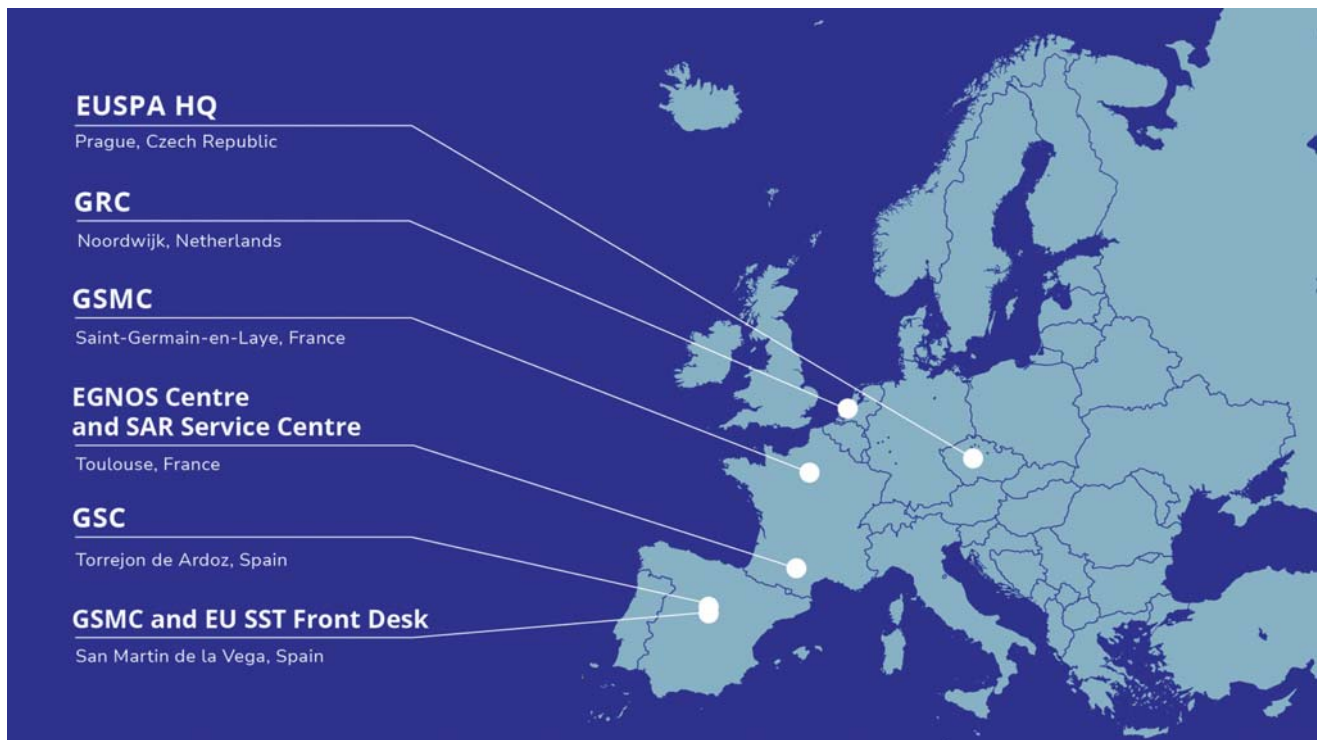 EUSPA HQ
Prague, Czech Republic
GRC
Noordwijk, Netherlands
GSMC
Saint-Germain-en-Laye, France
EGNOS Centre
and SAR Service Centre
Toulouse, France
GSC
Torrejon de Ardoz, Spain
GSMC and EU SST Front Desk
San Martin de la Vega, Spain